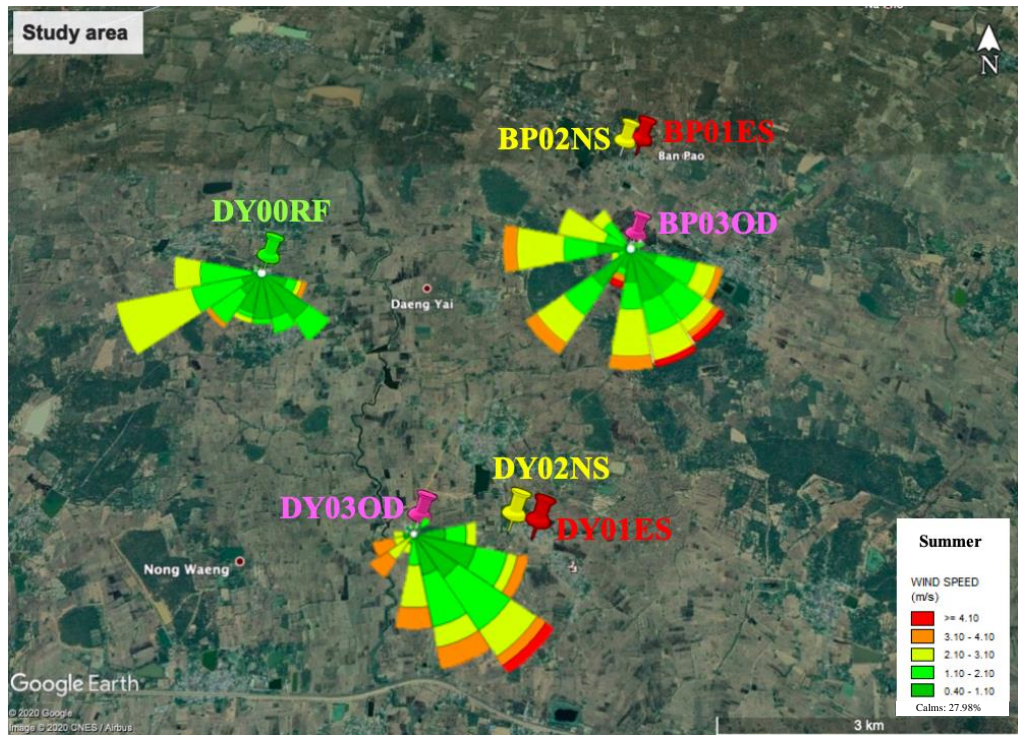 Study area
N
BP02NS
BP01ES
Ban Pao
DY00RF
BP03OD
Daeng Yai
DY02NS
DY03OD
DY01ES
Nong Waeng
Summer
WIND SPEED
(m/s)
>= 4.10
3.10 - 4.10
2.10 - 3.10
1.10 - 2.10
0.40 - 1.10
Calms: 27.98%
Google Earth
© 2020 Google
Image © 2020 CNES / Airbus
3 km